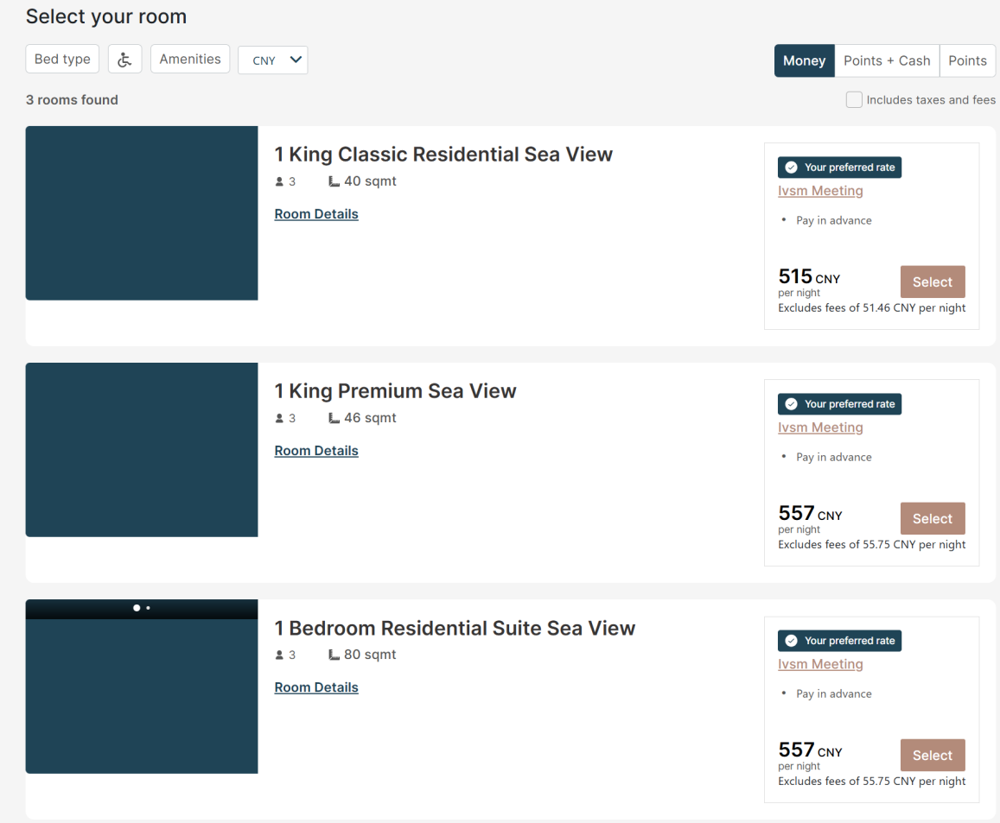 Select your room
Bed type
Amenities
CNY
Money
Points + Cash
Points
3 rooms found
Includes taxes and fees
1 King Classic Residential Sea View
3
40 sqmt
Room Details
Your preferred rate
Ivsm Meeting
• Pay in advance
515 CNY
per night
Select
Excludes fees of 51.46 CNY per night
1 King Premium Sea View
3
46 sqmt
Room Details
Your preferred rate
Ivsm Meeting
• Pay in advance
557 CNY
per night
Select
Excludes fees of 55.75 CNY per night
1 Bedroom Residential Suite Sea View
3
80 sqmt
Room Details
Your preferred rate
Ivsm Meeting
• Pay in advance
557 CNY
per night
Select
Excludes fees of 55.75 CNY per night